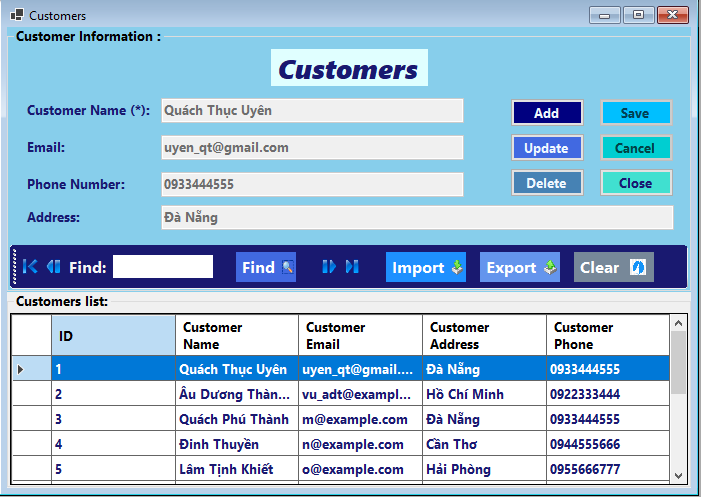 Customers
Customer Information :
Customers
Customer Name (*): Quách Thục Uyên Add Save
Email: uyen_qt@gmail.com Update Cancel
Phone Number: 0933444555 Delete Close
Address: Đà Nẵng
Find: Find Import Export Clear
Customers list:
ID Customer Name Customer Email Customer Address Customer Phone
1 Quách Thục Uyên uyen_qt@gmail.... Đà Nẵng 0933444555
2 Âu Dương Thàn... vu_adt@exampl... Hồ Chí Minh 0922333444
3 Quách Phú Thành m@example.com Đà Nẵng 0933444555
4 Đinh Thuyền n@example.com Cần Thơ 0944555666
5 Lâm Tịnh Khiết o@example.com Hải Phòng 0955666777